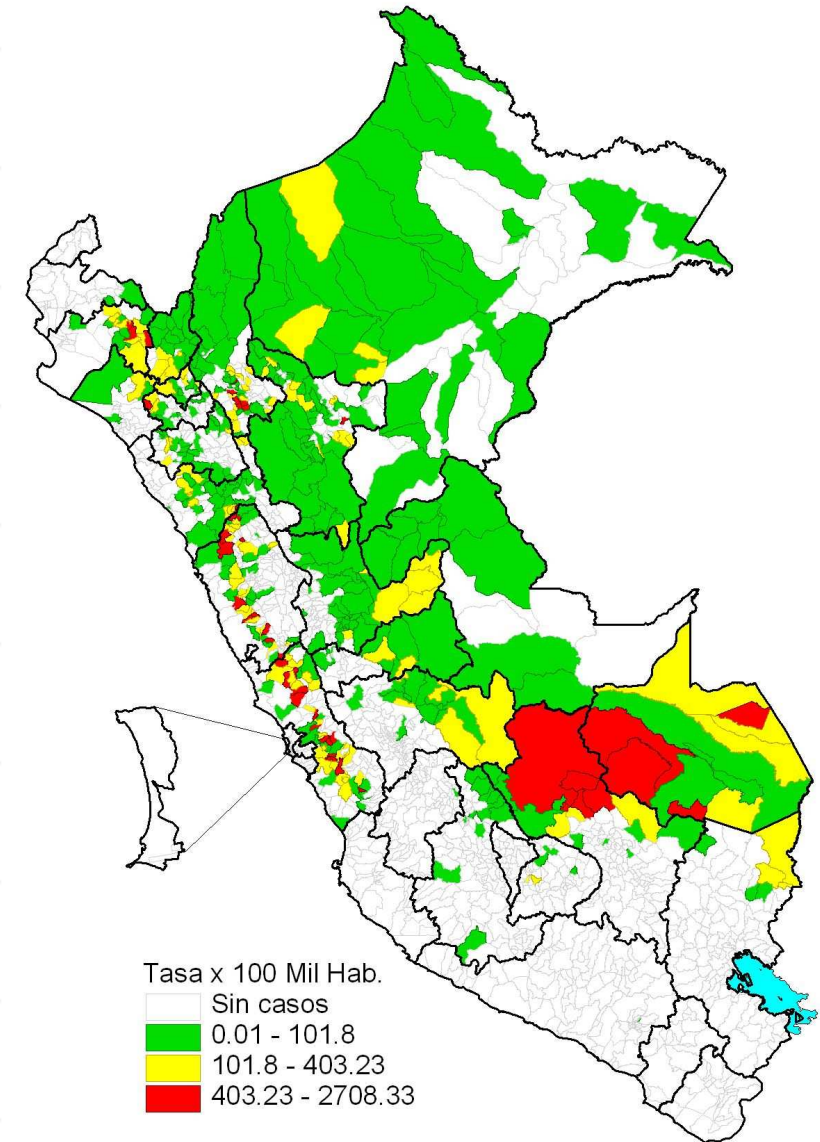 Tasa x 100 Mil Hab.
Sin casos
0.01 - 101.8
101.8 - 403.23
403.23 - 2708.33